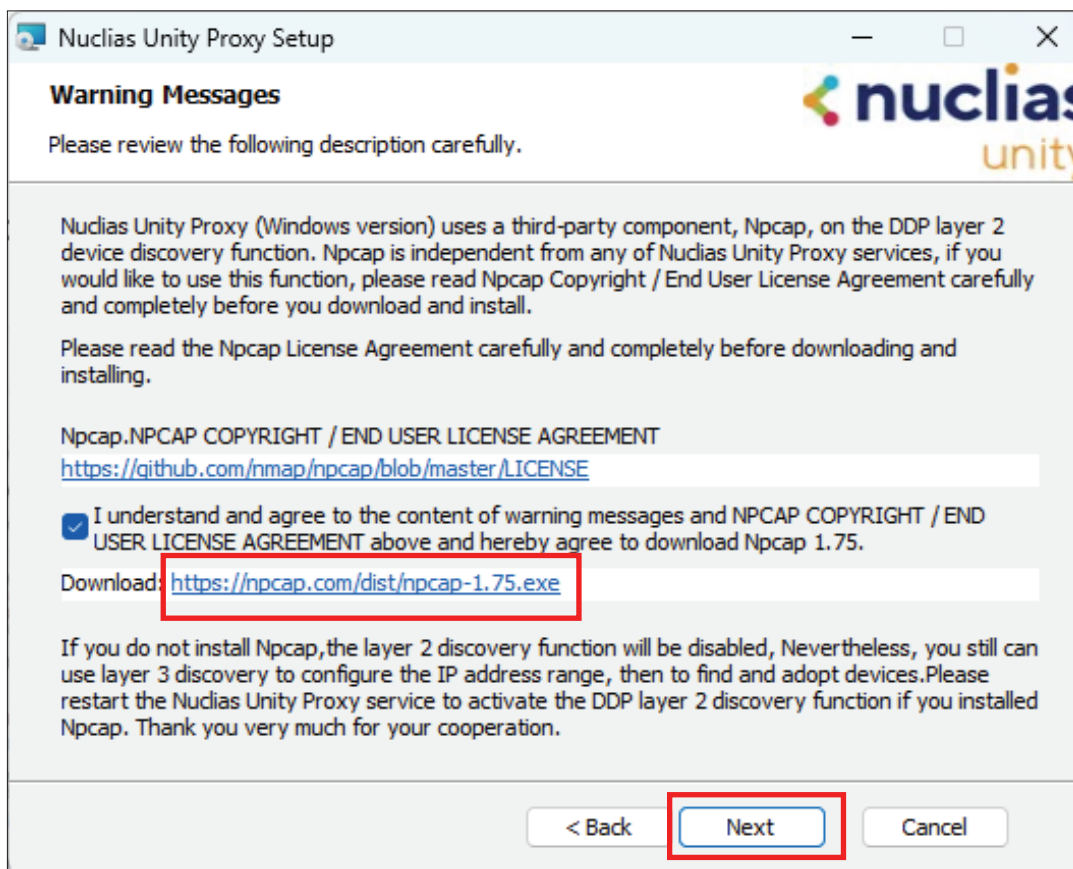 Nuclias Unity Proxy Setup
Warning Messages
Please review the following description carefully.
nuclias
unity
Nuclias Unity Proxy (Windows version) uses a third-party component, Npcap, on the DDP layer 2
device discovery function. Npcap is independent from any of Nuclias Unity Proxy services, if you
would like to use this function, please read Npcap Copyright / End User License Agreement carefully
and completely before you download and install.
Please read the Npcap License Agreement carefully and completely before downloading and
installing.
Npcap.NPCAP COPYRIGHT / END USER LICENSE AGREEMENT
https://github.com/nmap/npcap/blob/master/LICENSE
I understand and agree to the content of warning messages and NPCAP COPYRIGHT / END
USER LICENSE AGREEMENT above and hereby agree to download Npcap 1.75.
Download: https://npcap.com/dist/npcap-1.75.exe
If you do not install Npcap,the layer 2 discovery function will be disabled, Nevertheless, you still can
use layer 3 discovery to configure the IP address range, then to find and adopt devices.Please
restart the Nuclias Unity Proxy service to activate the DDP layer 2 discovery function if you installed
Npcap. Thank you very much for your cooperation.
< Back
Next
Cancel